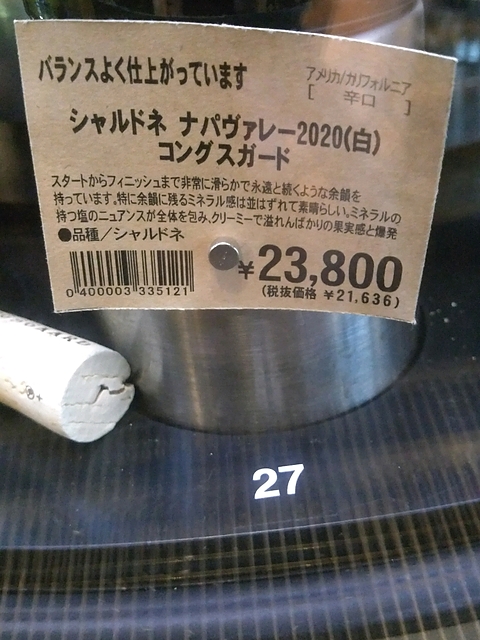 バランスよく仕上がっています
アメリカ/カリフォルニア
[ 辛口 ]
シャルドネ ナパヴァレー2020(白)
コングスガード
スタートからフィニッシュまで非常に滑らかで永遠と続くような余韻を
持っています。特に余韻に残るミネラル感は並はずれて素晴らしい。ミネラルの
持つ塩のニュアンスが全体を包み、クリーミーで溢れんばかりの果実感と爆発
●品種／シャルドネ
¥23,800
(税抜価格 ¥21,636)
0 400003 335121
27